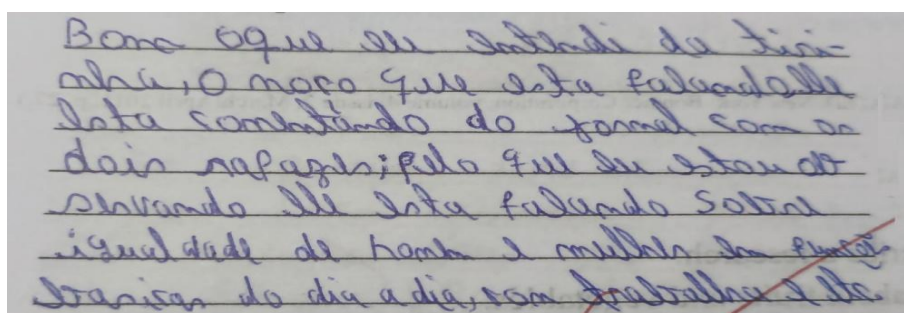 Bom oque eu entendi da tiri-
nha, O moço que esta falando, ele
esta comentando do jornal com os
dois rapazes; pelo que eu estou ob
servando ele esta falando sobre
igualdade de homem e mulher em
do dia a dia, com trabalho e etc.